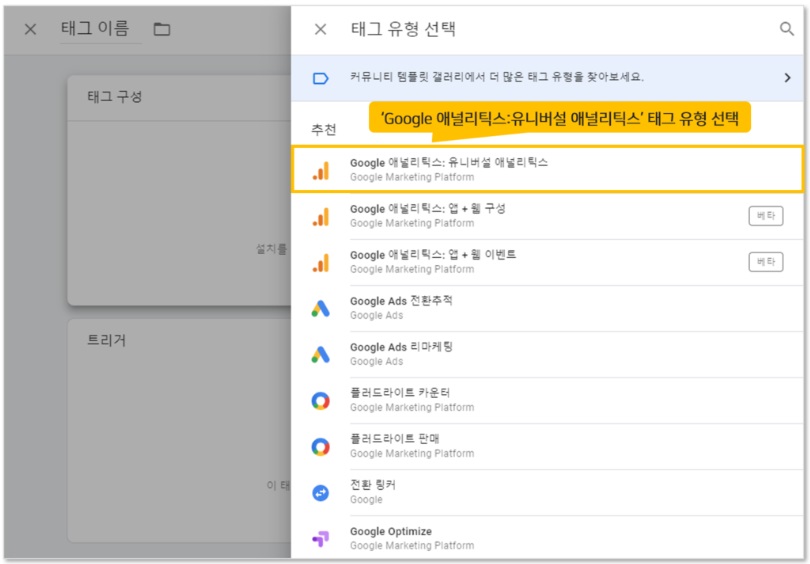 태그 이름
태그 유형 선택
커뮤니티 템플릿 갤러리에서 더 많은 태그 유형을 찾아보세요.
태그 구성
추천
'Google 애널리틱스:유니버설 애널리틱스' 태그 유형 선택
Google 애널리틱스: 유니버설 애널리틱스
Google Marketing Platform
Google 애널리틱스: 앱 + 웹 구성
Google Marketing Platform
베타
설치를
Google 애널리틱스: 앱 + 웹 이벤트
Google Marketing Platform
베타
Google Ads 전환추적
Google Ads
트리거
Google Ads 리마케팅
Google Ads
플러드라이트 카운터
Google Marketing Platform
플러드라이트 판매
Google Marketing Platform
이 태
전환 링커
Google
Google Optimize
Google Marketing Platform